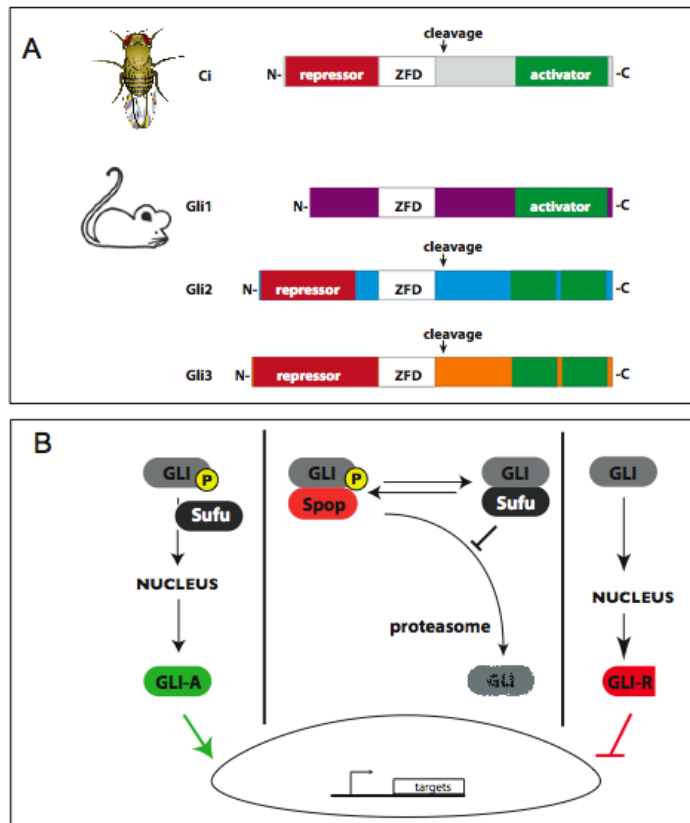 A
cleavage
Ci N- repressor ZFD activator -C
Gli1 N- ZFD activator -C
cleavage
Gli2 N- repressor ZFD -C
cleavage
Gli3 N- repressor ZFD -C
B
GLI P
Sufu
NUCLEUS
GLI-A
GLI P
Spop
GLI
Sufu
proteasome
GLI
GLI
NUCLEUS
GLI-R
targets